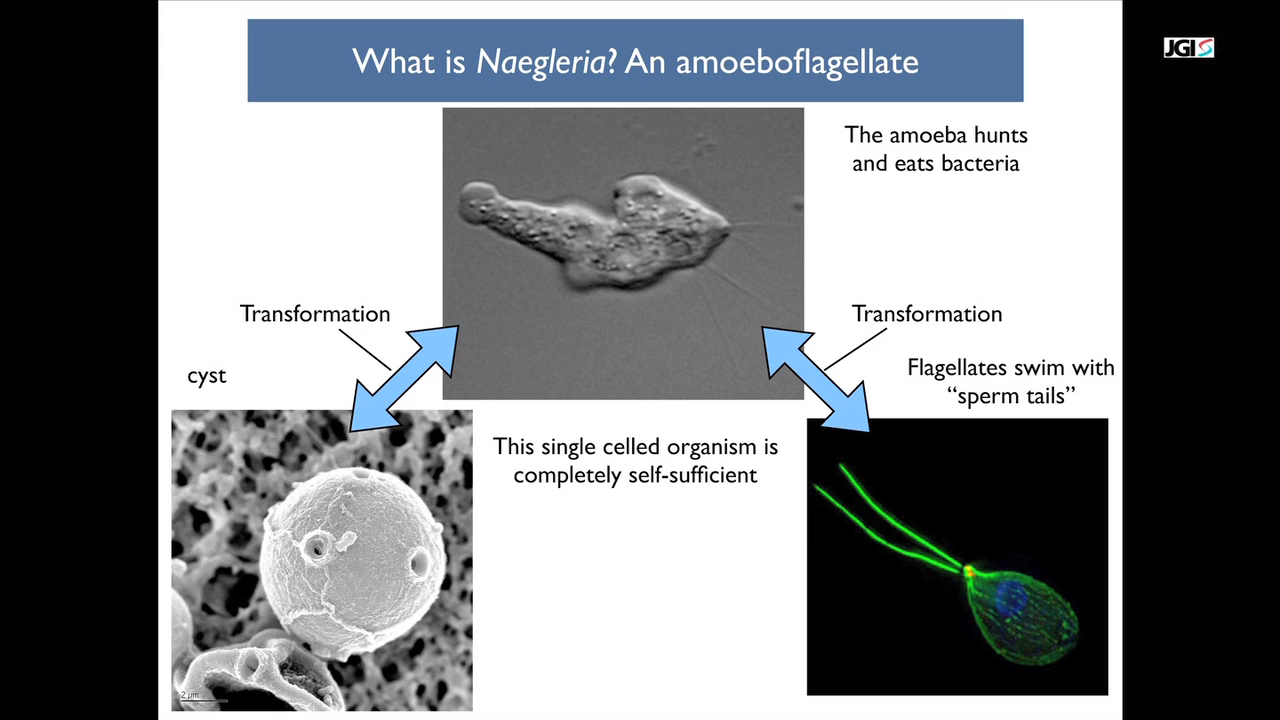 What is Naegleria? An amoeboflagellate
JGI
The amoeba hunts
and eats bacteria
Transformation
Transformation
cyst
Flagellates swim with
“sperm tails”
This single celled organism is
completely self-sufficient
2 µm